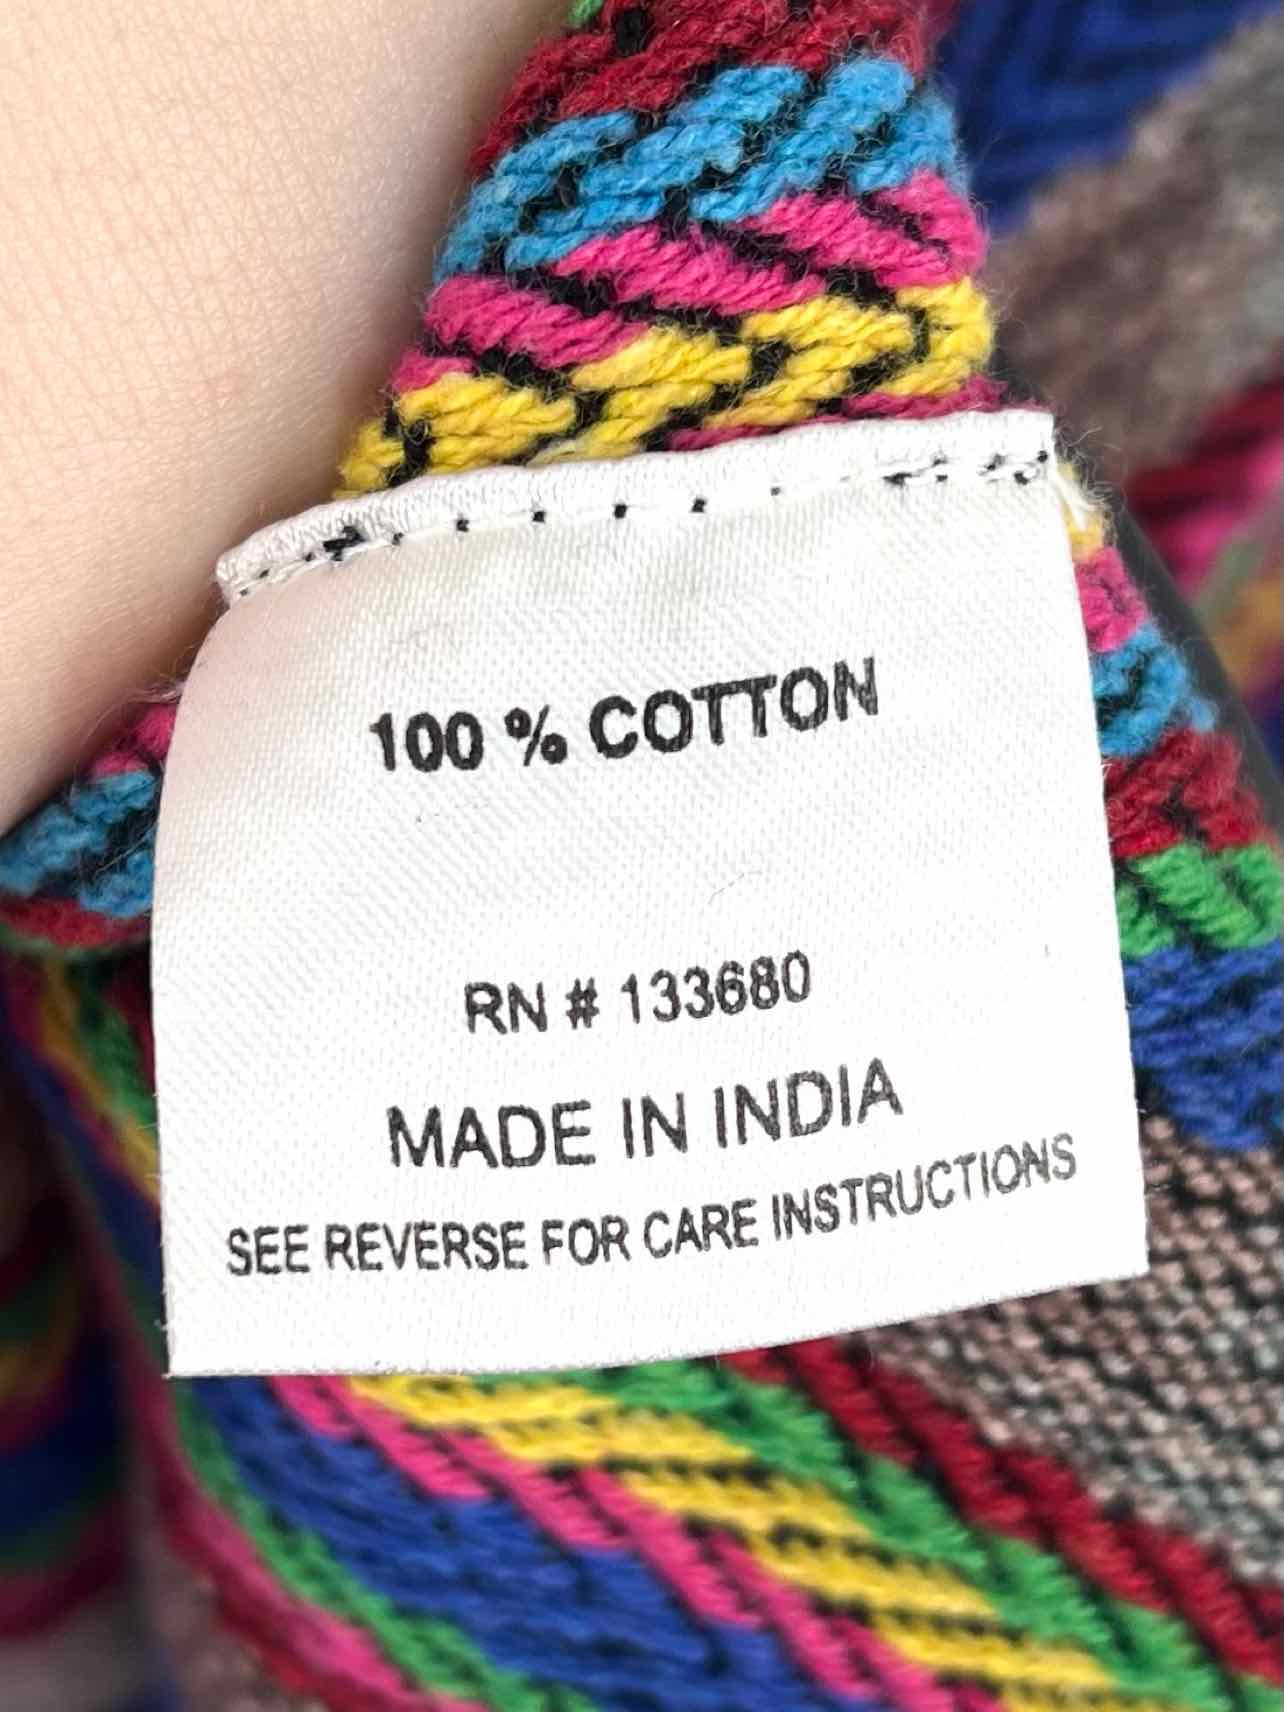 100 % COTTON
RN # 133680
MADE IN INDIA
SEE REVERSE FOR CARE INSTRUCTIONS